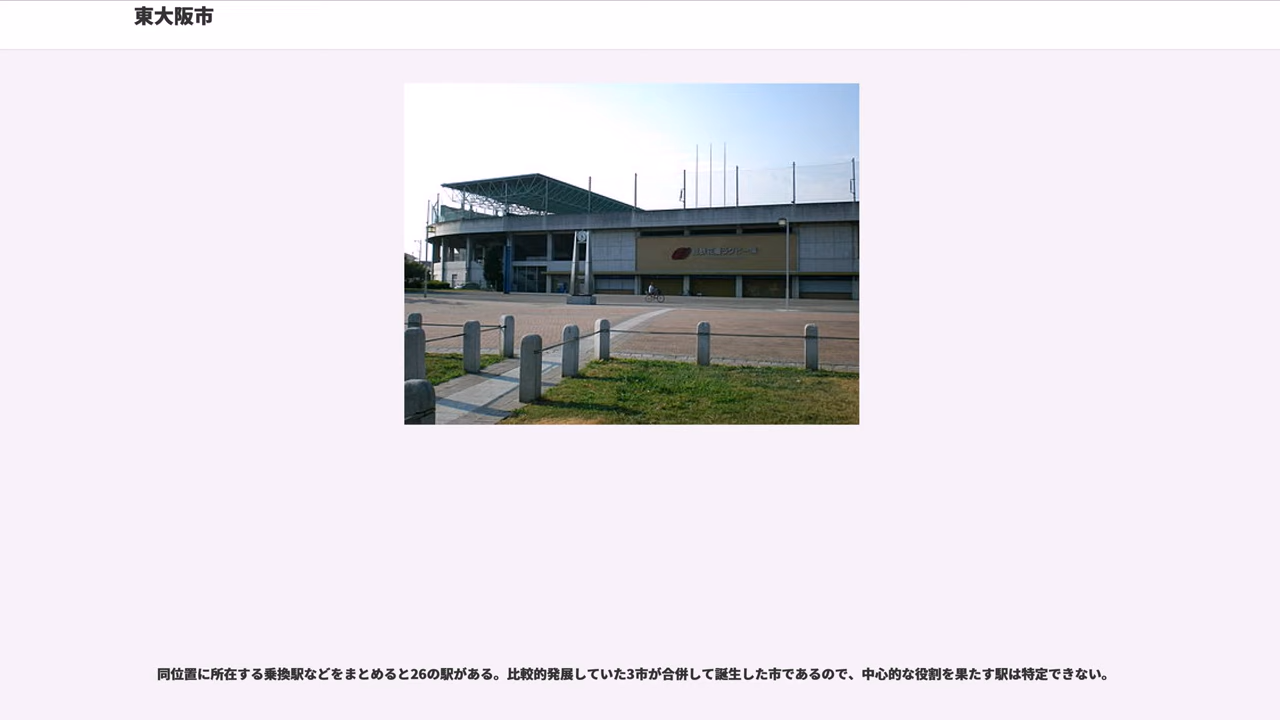 東大阪市
同位置に所在する乗換駅などをまとめると26の駅がある。比較的発展していた3市が合併して誕生した市であるので、中心的な役割を果たす駅は特定できない。